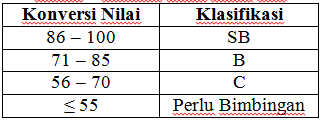 Konversi Nilai Klasifikasi
86 – 100 SB
71 – 85 B
56 – 70 C
≤ 55 Perlu Bimbingan